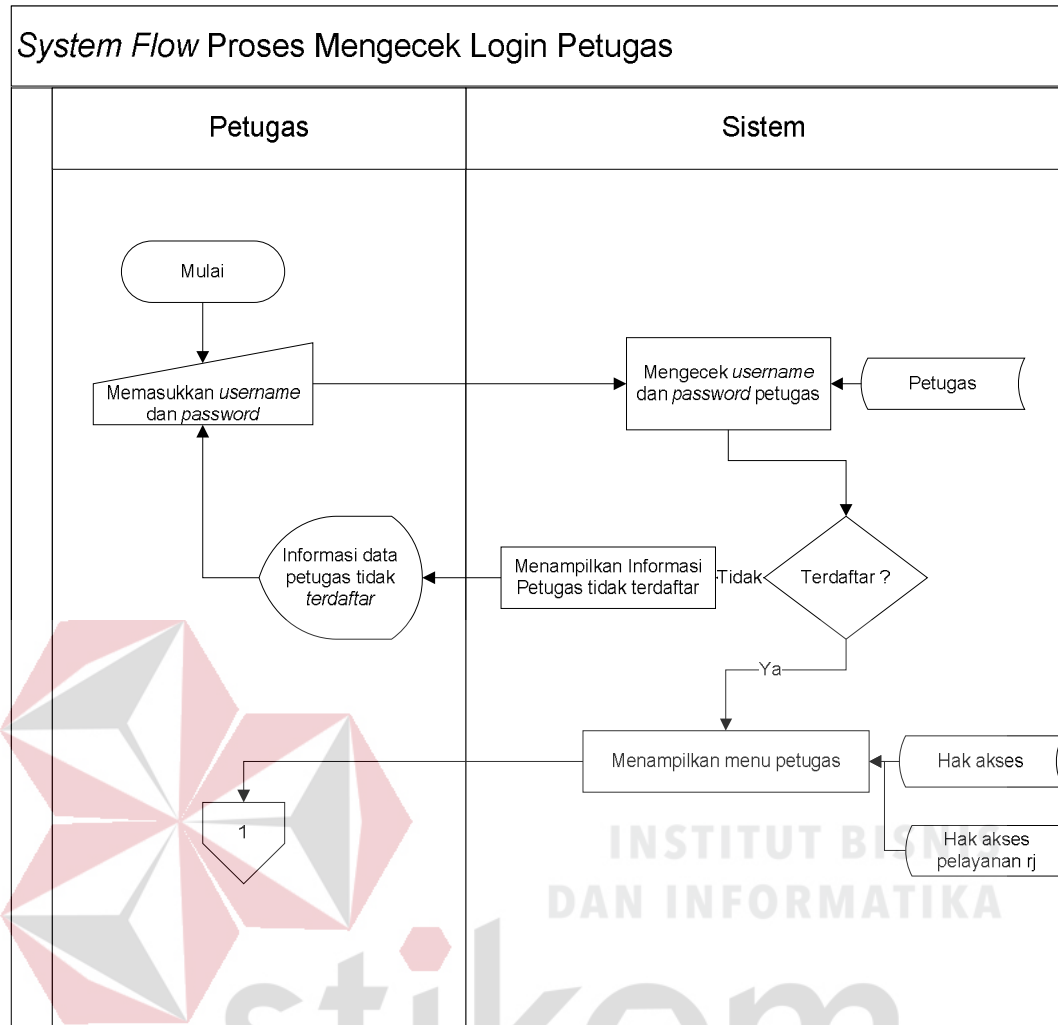 System Flow Proses Mengecek Login Petugas
Petugas
Sistem
Mulai
Memasukkan username
dan password
Mengecek username
dan password petugas
Petugas
Informasi data
petugas tidak
terdaftar
Menampilkan Informasi
Petugas tidak terdaftar
Tidak
Terdaftar ?
Ya
Menampilkan menu petugas
Hak akses
1
Hak akses
pelayanan rj
INSTITUT BISNIS
DAN INFORMATIKA
stikom